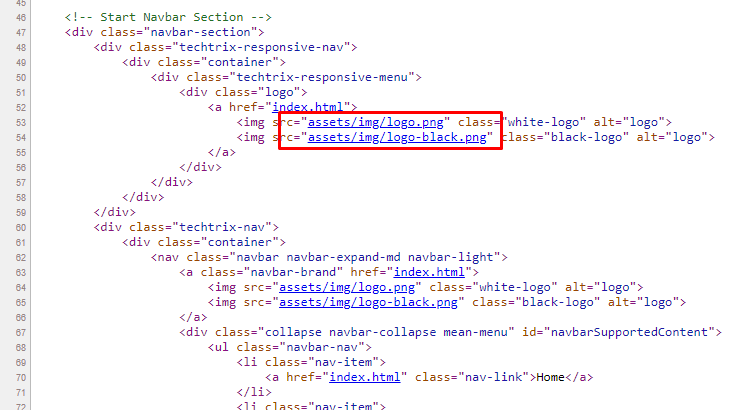 45
46 <!-- Start Navbar Section -->
47 <div class="navbar-section">
48 <div class="techtrix-responsive-nav">
49 <div class="container">
50 <div class="techtrix-responsive-menu">
51 <div class="logo">
52 <a href="index.html">
53 <img src="assets/img/logo.png" class="white-logo" alt="logo">
54 <img src="assets/img/logo-black.png" class="black-logo" alt="logo">
55 </a>
56 </div>
57 </div>
58 </div>
59 </div>
60 <div class="techtrix-nav">
61 <div class="container">
62 <nav class="navbar navbar-expand-md navbar-light">
63 <a class="navbar-brand" href="index.html">
64 <img src="assets/img/logo.png" class="white-logo" alt="logo">
65 <img src="assets/img/logo-black.png" class="black-logo" alt="logo">
66 </a>
67 <div class="collapse navbar-collapse mean-menu" id="navbarSupportedContent">
68 <ul class="navbar-nav">
69 <li class="nav-item">
70 <a href="index.html" class="nav-link">Home</a>
71 </li>
72 <li class="nav-item">